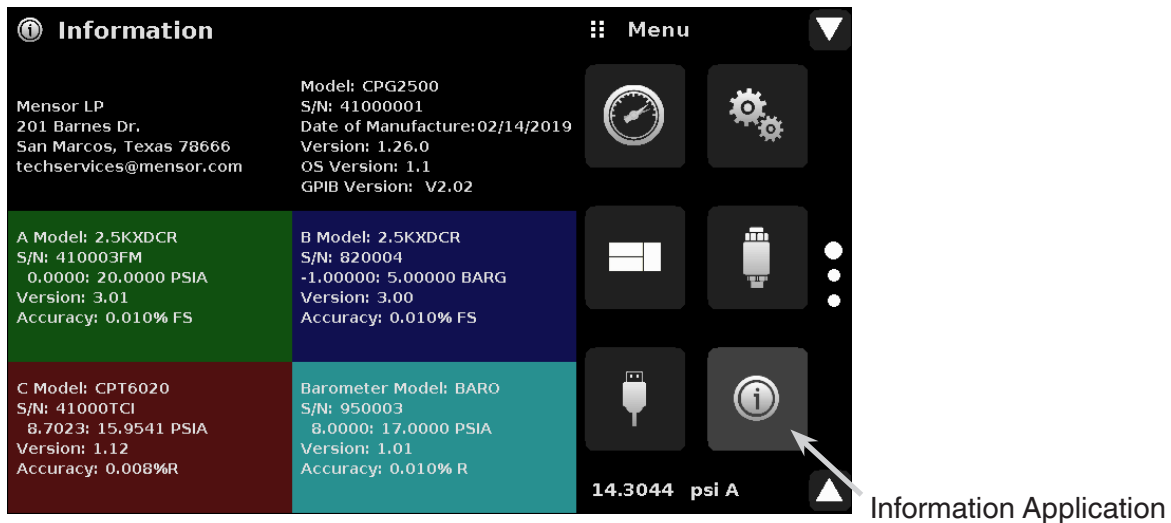 Information
Menu
Mensor LP
201 Barnes Dr.
San Marcos, Texas 78666
techservices@mensor.com
Model: CPG2500
S/N: 41000001
Date of Manufacture:02/14/2019
Version: 1.26.0
OS Version: 1.1
GPIB Version: V2.02
A Model: 2.5KXDCR
S/N: 410003FM
0.0000: 20.0000 PSIA
Version: 3.01
Accuracy: 0.010% FS
B Model: 2.5KXDCR
S/N: 820004
-1.00000: 5.00000 BARG
Version: 3.00
Accuracy: 0.010% FS
C Model: CPT6020
S/N: 41000TCI
8.7023: 15.9541 PSIA
Version: 1.12
Accuracy: 0.008%R
Barometer Model: BARO
S/N: 950003
8.0000: 17.0000 PSIA
Version: 1.01
Accuracy: 0.010% R
14.3044 psi A
Information Application